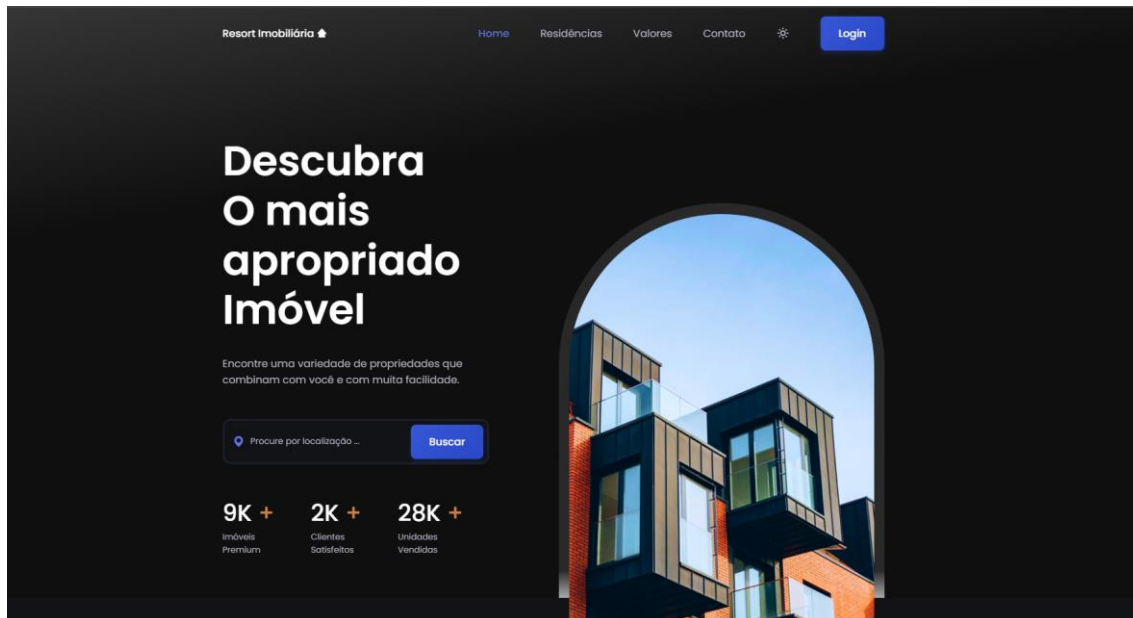 Resort Imobiliária
Home Residências Valores Contato Login
Descubra
O mais
apropriado
Imóvel
Encontre uma variedade de propriedades que
combinam com você e com muita facilidade.
Procure por localização ... Buscar
9K + 2K + 28K +
Imóveis Clientes Unidades
Premium Satisfeitos Vendidas